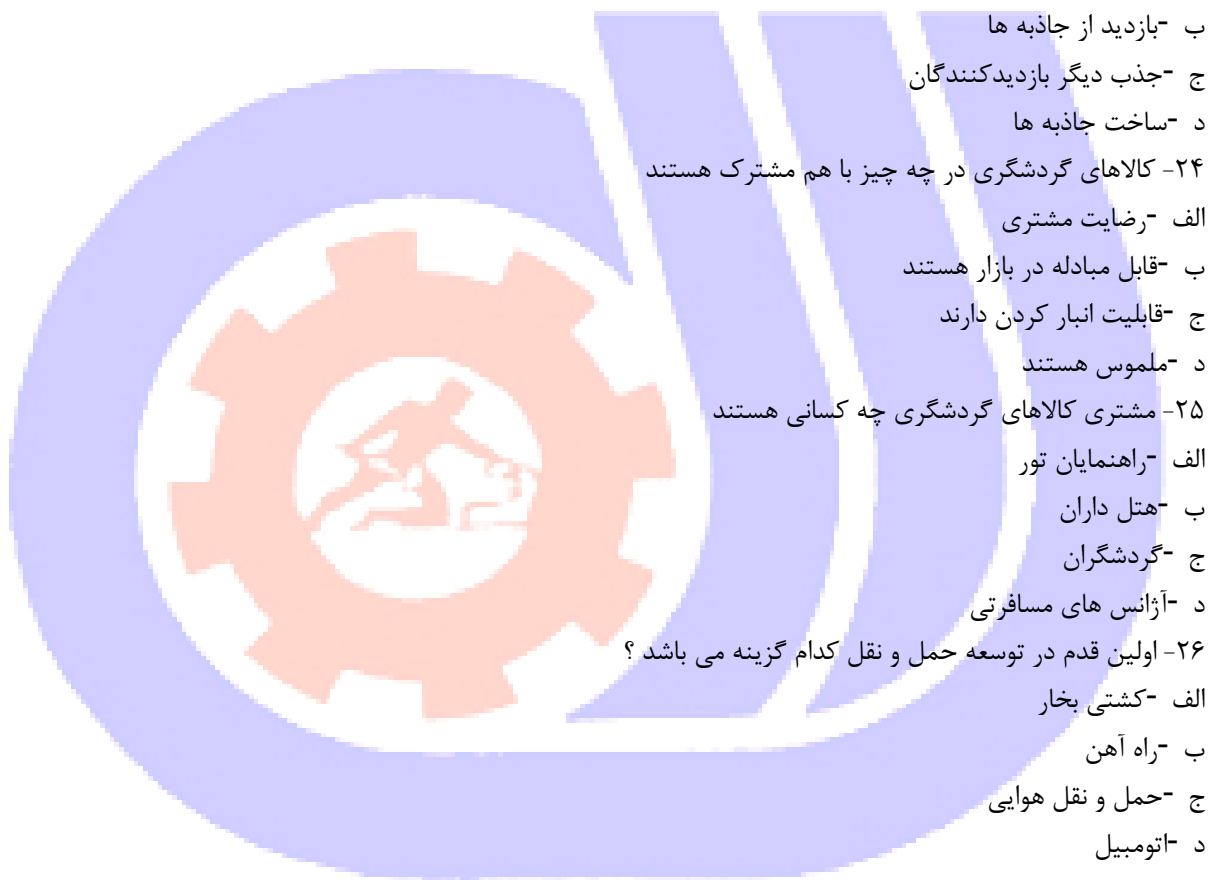 ب -بازدید از جاذبه ها
ج -جذب دیگر بازدیدکنندگان
د -ساخت جاذبه ها
۲۴- کالاهای گردشگری در چه چیز با هم مشترک هستند
الف -رضایت مشتری
ب -قابل مبادله در بازار هستند
ج -قابلیت انبار کردن دارند
د -ملموس هستند
۲۵- مشتری کالاهای گردشگری چه کسانی هستند
الف -راهنمایان تور
ب -هتل داران
ج -گردشگران
د -آژانس های مسافرتی
۲۶- اولین قدم در توسعه حمل و نقل کدام گزینه می باشد ؟
الف -کشتی بخار
ب -راه آهن
ج -حمل و نقل هوایی
د -اتومبیل